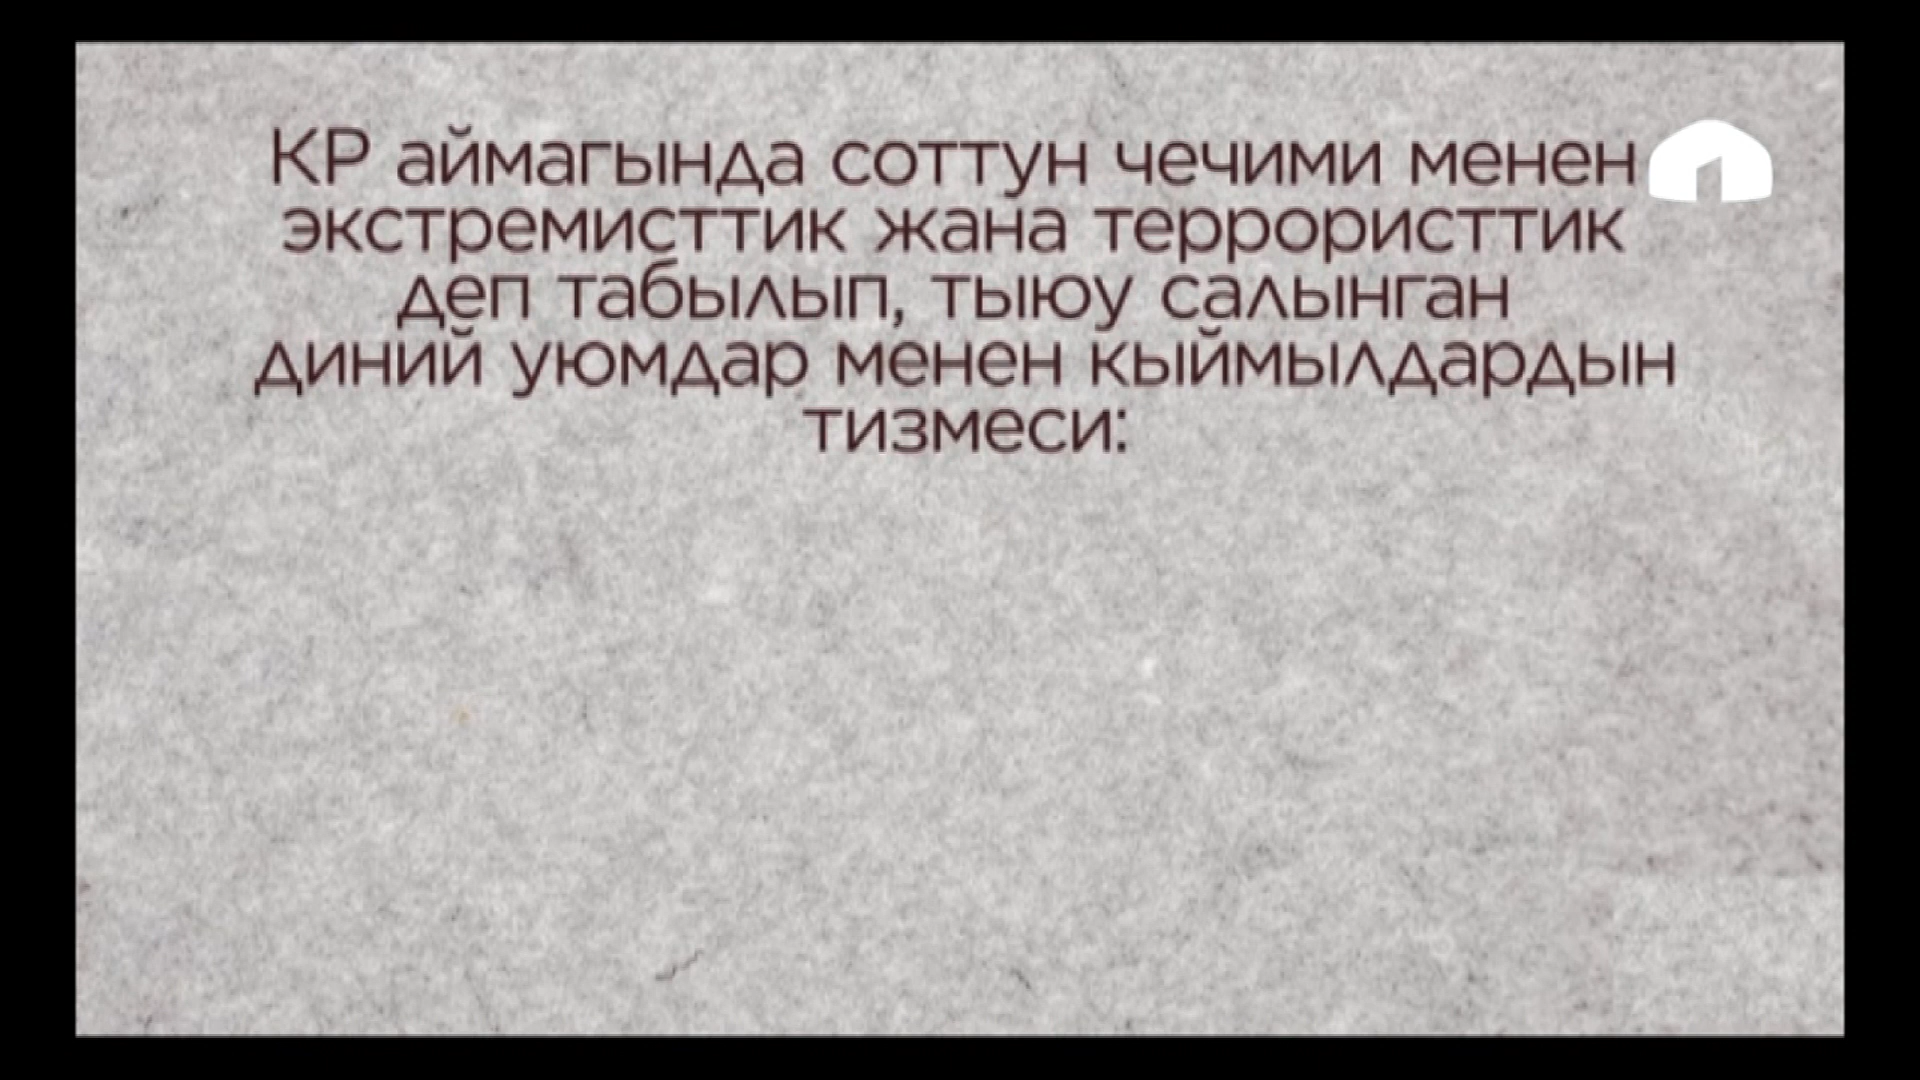 КР аймагында соттун чечими менен
экстремисттик жана террористтик
деп табылып, тыюу салынган
диний уюмдар менен кыймылдардын
тизмеси: